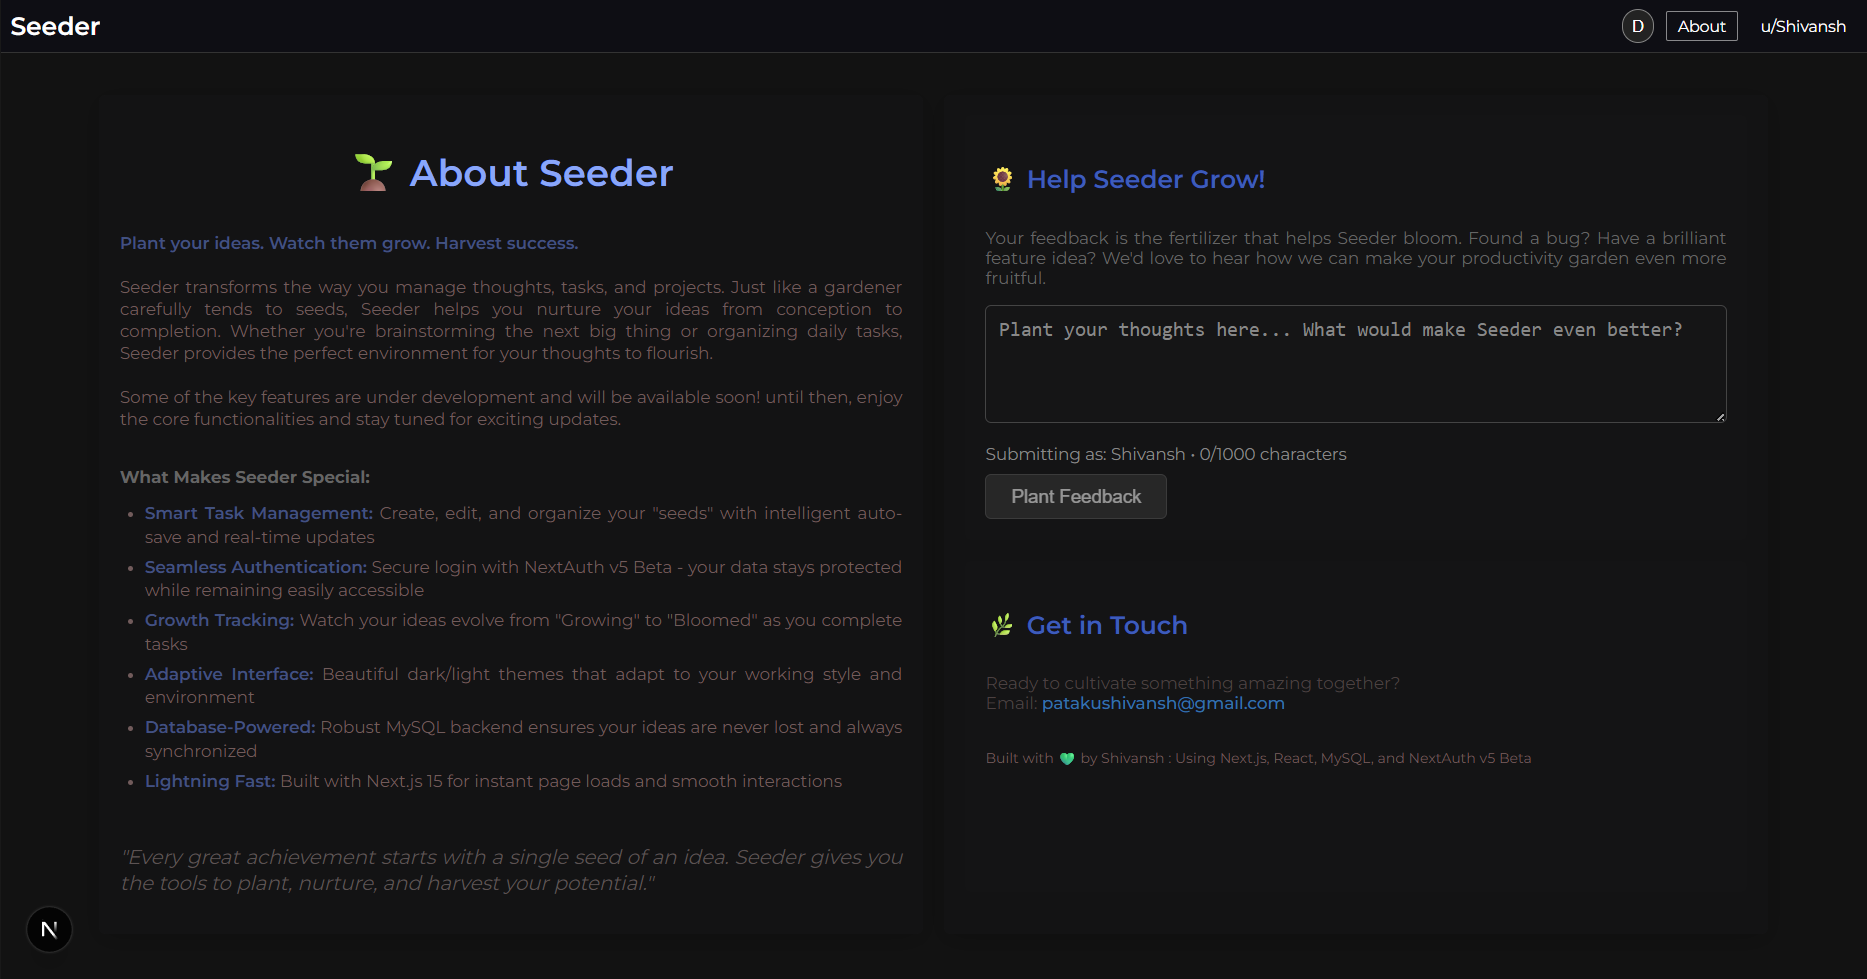 Seeder
D
About
u/Shivansh
About Seeder
Plant your ideas. Watch them grow. Harvest success.
Seeder transforms the way you manage thoughts, tasks, and projects. Just like a gardener
carefully tends to seeds, Seeder helps you nurture your ideas from conception to
completion. Whether you're brainstorming the next big thing or organizing daily tasks,
Seeder provides the perfect environment for your thoughts to flourish.
Some of the key features are under development and will be available soon! until then, enjoy
the core functionalities and stay tuned for exciting updates.
What Makes Seeder Special:
• Smart Task Management: Create, edit, and organize your "seeds" with intelligent auto-
save and real-time updates
• Seamless Authentication: Secure login with NextAuth v5 Beta - your data stays protected
while remaining easily accessible
• Growth Tracking: Watch your ideas evolve from "Growing" to "Bloomed" as you complete
tasks
• Adaptive Interface: Beautiful dark/light themes that adapt to your working style and
environment
• Database-Powered: Robust MySQL backend ensures your ideas are never lost and always
synchronized
• Lightning Fast: Built with Next.js 15 for instant page loads and smooth interactions
"Every great achievement starts with a single seed of an idea. Seeder gives you
the tools to plant, nurture, and harvest your potential."
N
Help Seeder Grow!
Your feedback is the fertilizer that helps Seeder bloom. Found a bug? Have a brilliant
feature idea? We'd love to hear how we can make your productivity garden even more
fruitful.
Plant your thoughts here... What would make Seeder even better?
Submitting as: Shivansh • 0/1000 characters
Plant Feedback
Get in Touch
Ready to cultivate something amazing together?
Email: patakushivansh@gmail.com
Built with 💚 by Shivansh : Using Next.js, React, MySQL, and NextAuth v5 Beta